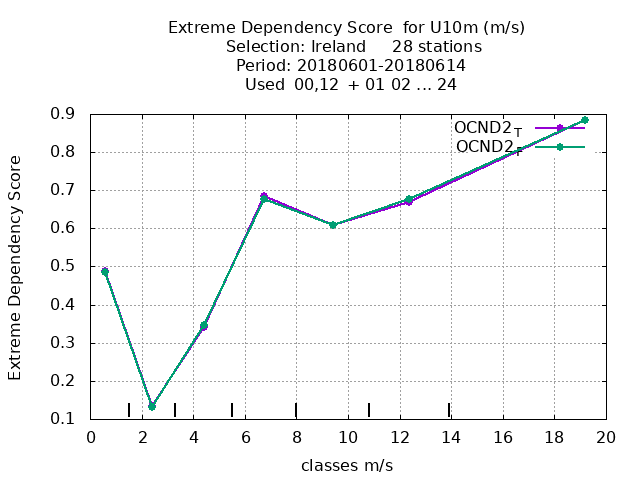 Extreme Dependency Score  for U10m (m/s)
Selection: Ireland     28 stations
Period: 20180601-20180614
Used  00,12  + 01 02 ... 24
OCND2_T
OCND2_F
Extreme Dependency Score
0.9
0.8
0.7
0.6
0.5
0.4
0.3
0.2
0.1
0 2 4 6 8 10 12 14 16 18 20
classes m/s